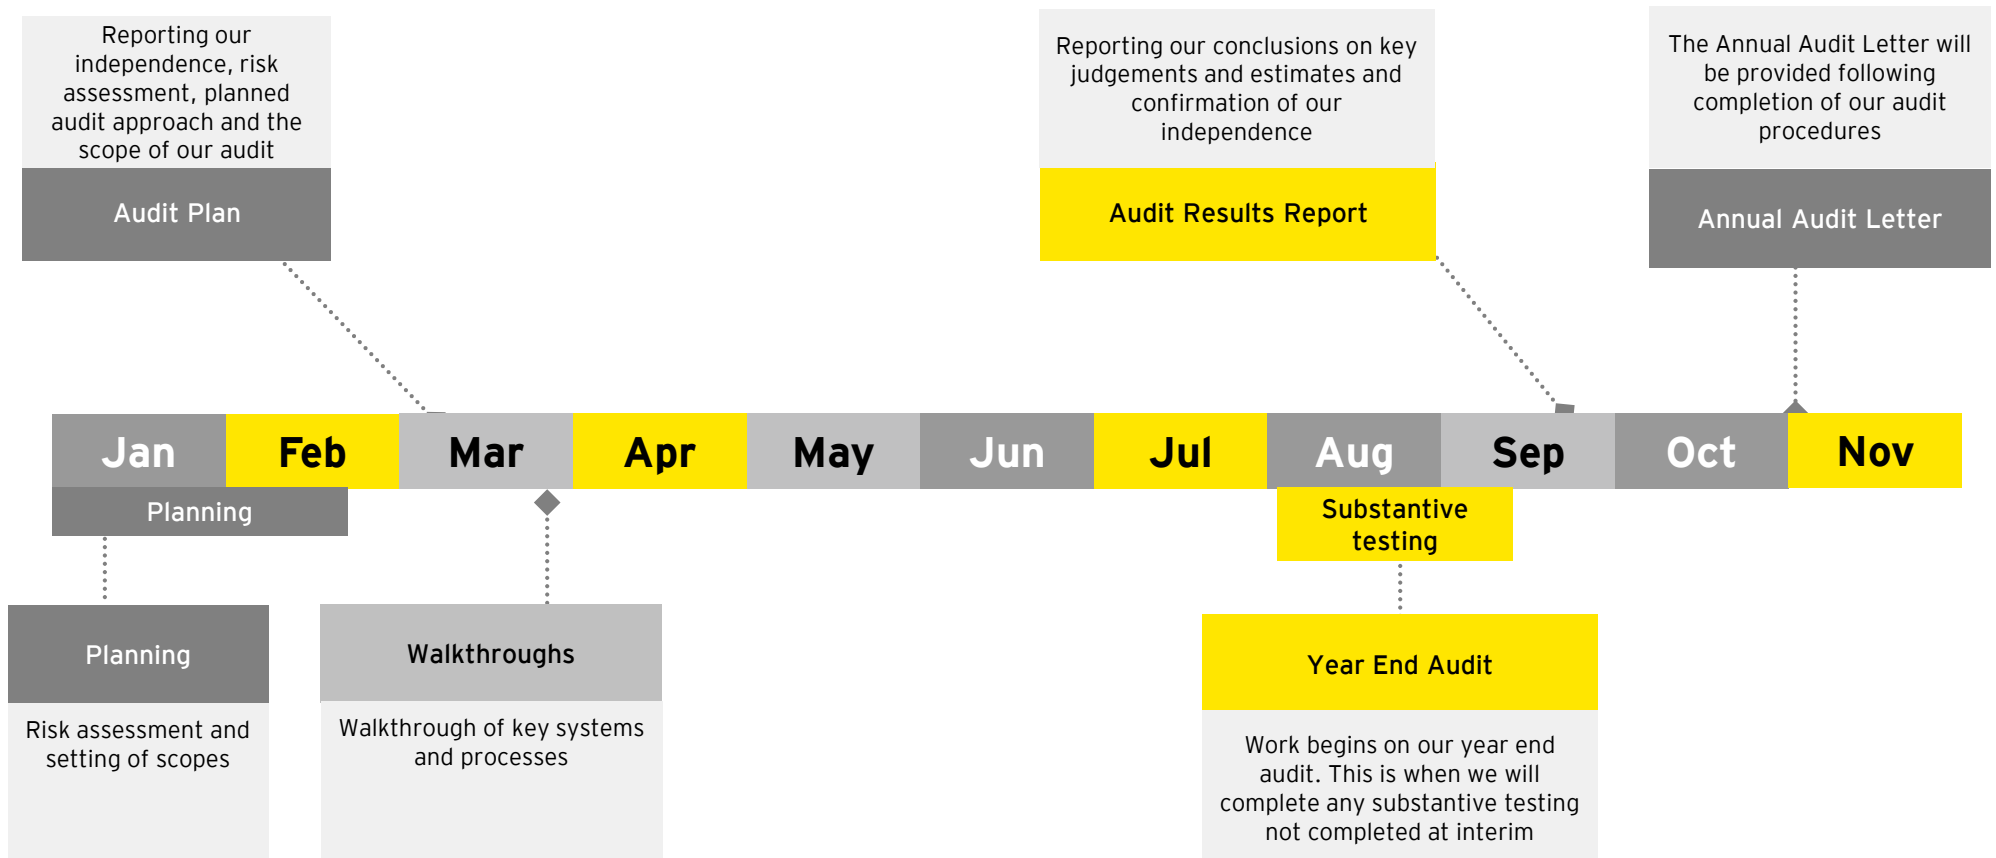 Reporting our
independence, risk
assessment, planned
audit approach and the
scope of our audit
Audit Plan
Reporting our conclusions on key
judgements and estimates and
confirmation of our
independence
Audit Results Report
The Annual Audit Letter will
be provided following
completion of our audit
procedures
Annual Audit Letter
Jan Feb Mar Apr May Jun Jul Aug Sep Oct Nov
Planning
Substantive
testing
Planning
Risk assessment and
setting of scopes
Walkthroughs
Walkthrough of key systems
and processes
Year End Audit
Work begins on our year end
audit. This is when we will
complete any substantive testing
not completed at interim